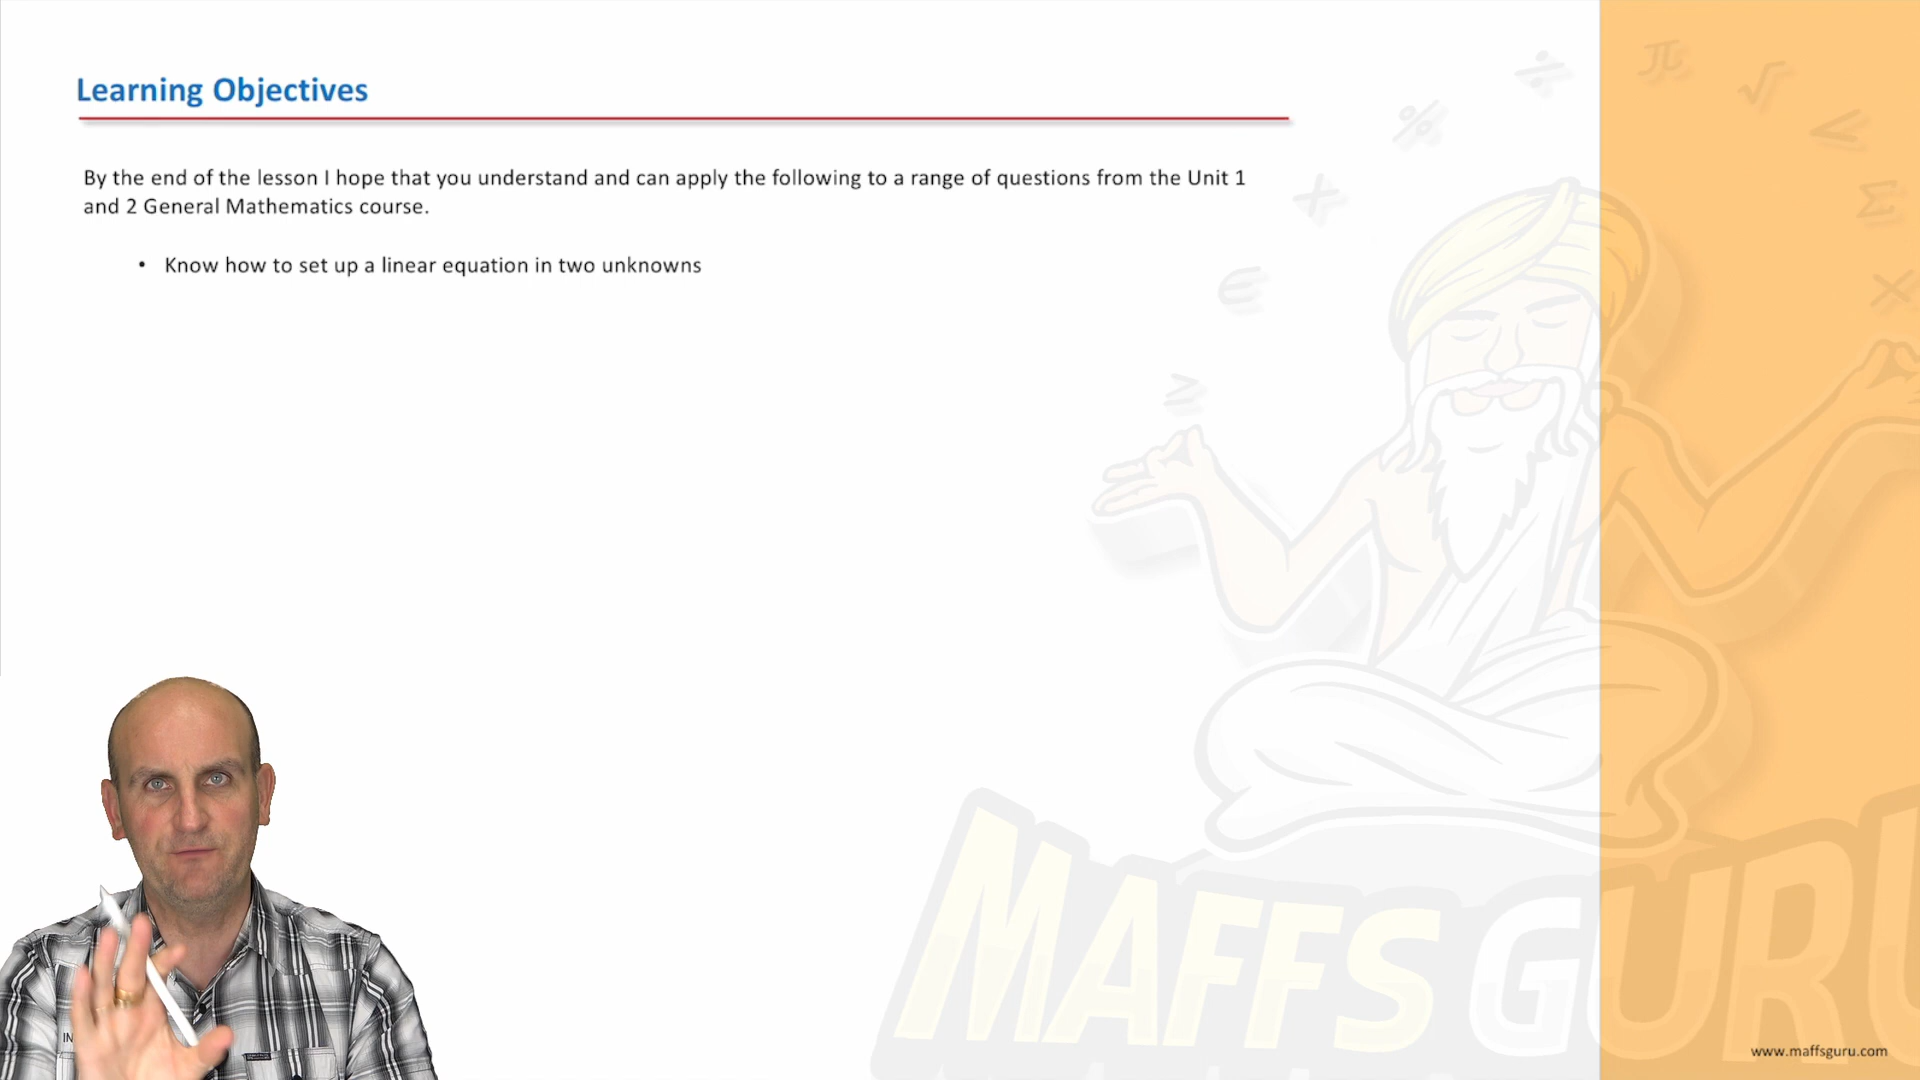 Learning Objectives
By the end of the lesson I hope that you understand and can apply the following to a range of questions from the Unit 1
and 2 General Mathematics course.
• Know how to set up a linear equation in two unknowns
MAFFS GURU
IN
www.maffsguru.com